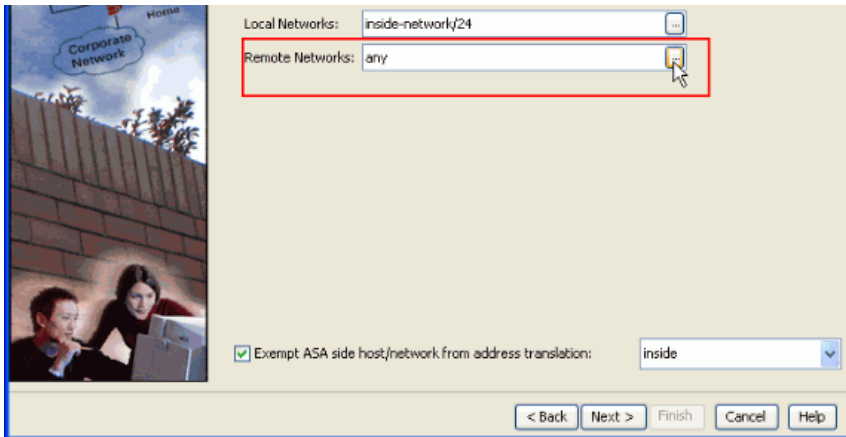 Home
Corporate
Network
Local Networks: inside-network/24 ...
Remote Networks: any ...
Exempt ASA side host/network from address translation: inside
< Back Next > Finish Cancel Help